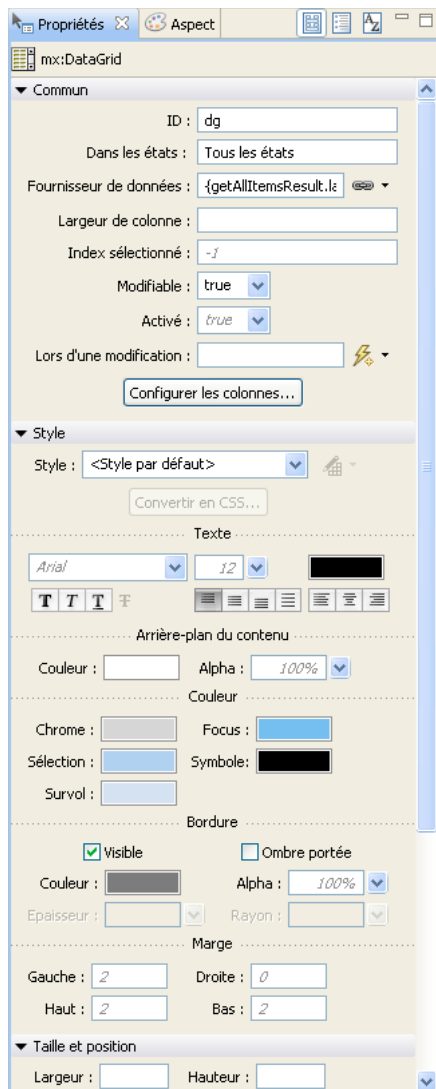 Propriétés Aspect
mx:DataGrid
Commun
ID : dg
Dans les états : Tous les états
Fournisseur de données : {getAllItemsResult.la
Largeur de colonne :
Index sélectionné : -1
Modifiable : true
Activé : true
Lors d'une modification :
Configurer les colonnes...
Style
Style : <Style par défaut>
Convertir en CSS...
Texte
Arial 12
T T T T
Arrière-plan du contenu
Couleur : Alpha : 100%
Couleur
Chrome : Focus :
Sélection : Symbole:
Survol :
Bordure
Visible Ombre portée
Couleur : Alpha : 100%
Epaisseur : Rayon :
Marge
Gauche : 2 Droite : 0
Haut : 2 Bas : 2
Taille et position
Largeur : Hauteur :